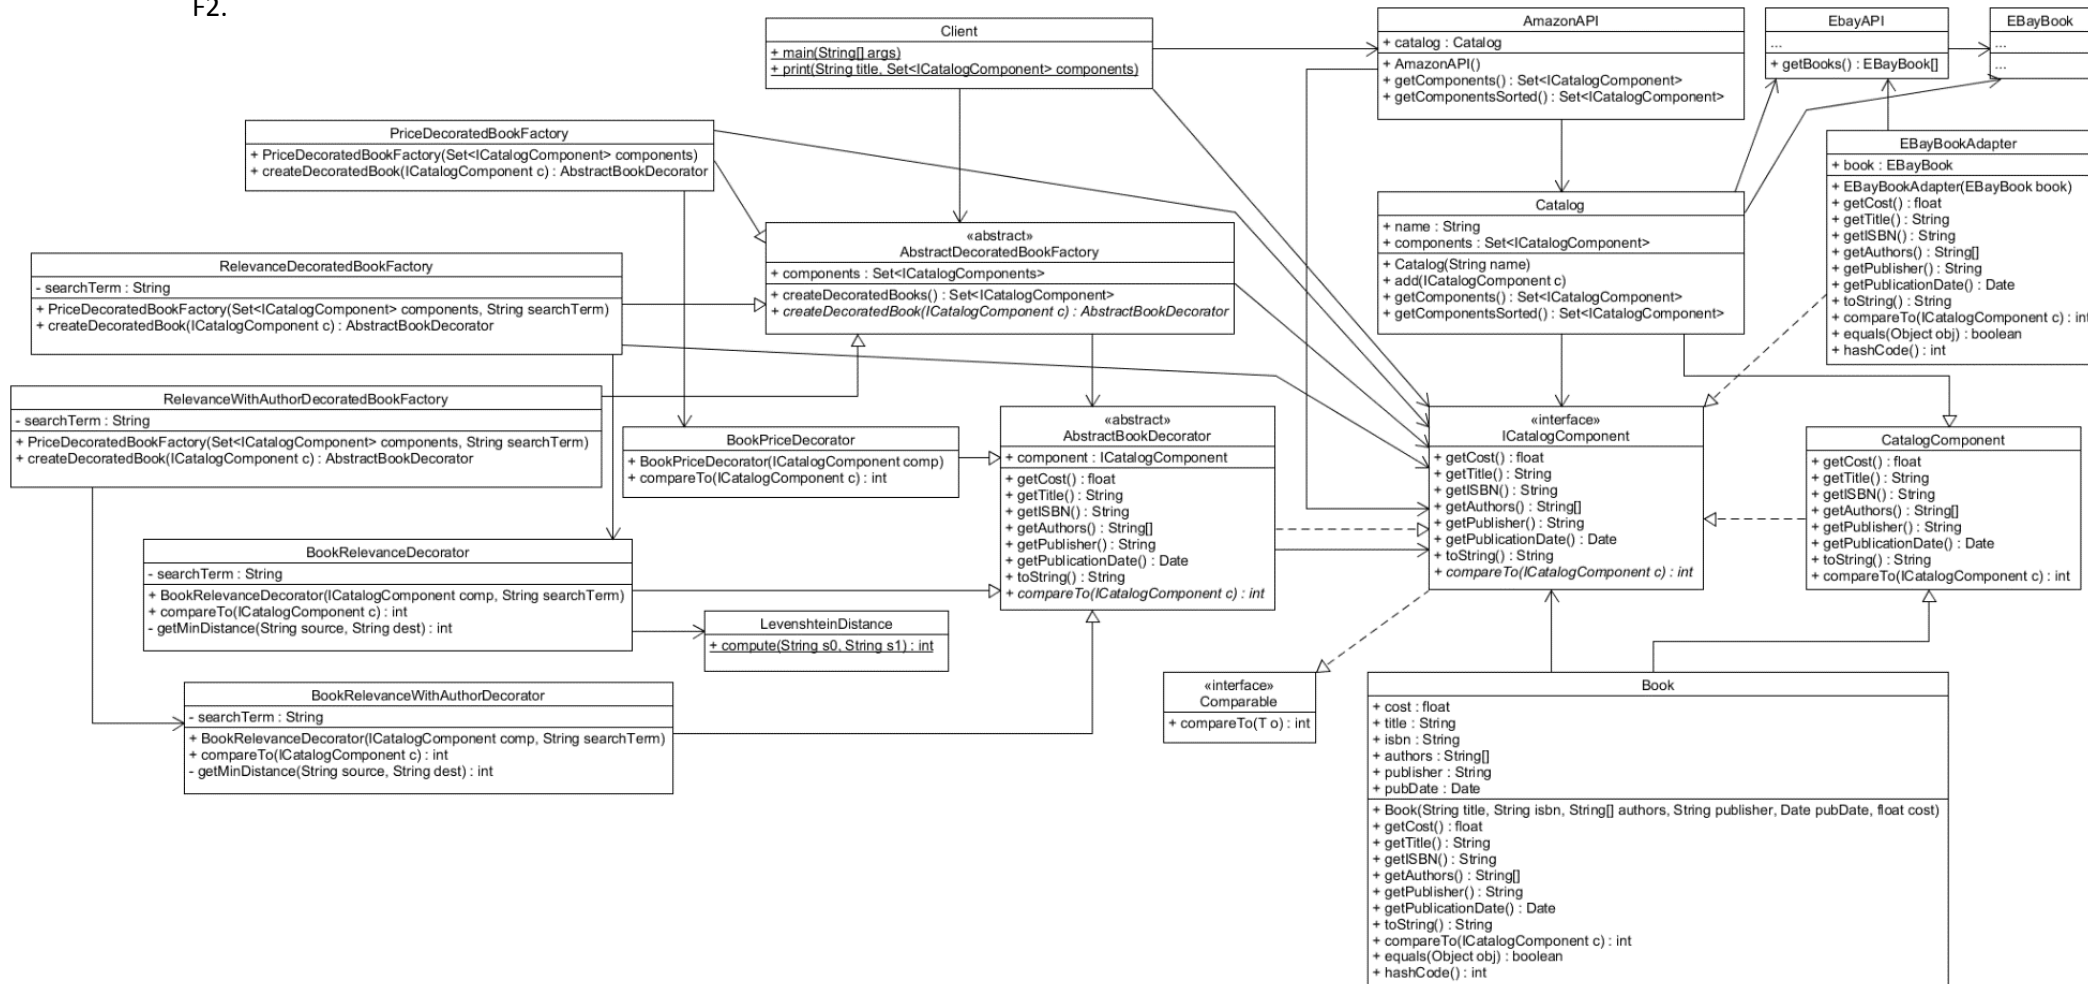 F2.
Client
+ main(String[] args)
+ print(String title, Set<ICatalogComponent> components)
AmazonAPI
+ catalog : Catalog
+ AmazonAPI()
+ getComponents() : Set<ICatalogComponent>
+ getComponentsSorted() : Set<ICatalogComponent>
EbayAPI
...
+ getBooks() : EBayBook[]
EBayBook
...
...
PriceDecoratedBookFactory
+ PriceDecoratedBookFactory(Set<ICatalogComponent> components)
+ createDecoratedBook(ICatalogComponent c) : AbstractBookDecorator
EBayBookAdapter
+ book : EBayBook
+ EBayBookAdapter(EBayBook book)
+ getCost() : float
+ getTitle() : String
+ getISBN() : String
+ getAuthors() : String[]
+ getPublisher() : String
+ getPublicationDate() : Date
+ toString() : String
+ compareTo(ICatalogComponent c) : int
+ equals(Object obj) : boolean
+ hashCode() : int
Catalog
+ name : String
+ components : Set<ICatalogComponent>
+ Catalog(String name)
+ add(ICatalogComponent c)
+ getComponents() : Set<ICatalogComponent>
+ getComponentsSorted() : Set<ICatalogComponent>
«abstract»
AbstractDecoratedBookFactory
+ components : Set<ICatalogComponents>
+ createDecoratedBooks() : Set<ICatalogComponent>
+ createDecoratedBook(ICatalogComponent c) : AbstractBookDecorator
RelevanceDecoratedBookFactory
- searchTerm : String
+ PriceDecoratedBookFactory(Set<ICatalogComponent> components, String searchTerm)
+ createDecoratedBook(ICatalogComponent c) : AbstractBookDecorator
RelevanceWithAuthorDecoratedBookFactory
- searchTerm : String
+ PriceDecoratedBookFactory(Set<ICatalogComponent> components, String searchTerm)
+ createDecoratedBook(ICatalogComponent c) : AbstractBookDecorator
BookPriceDecorator
+ BookPriceDecorator(ICatalogComponent comp)
+ compareTo(ICatalogComponent c) : int
«abstract»
AbstractBookDecorator
+ component : ICatalogComponent
+ getCost() : float
+ getTitle() : String
+ getISBN() : String
+ getAuthors() : String[]
+ getPublisher() : String
+ getPublicationDate() : Date
+ toString() : String
+ compareTo(ICatalogComponent c) : int
«interface»
ICatalogComponent
+ getCost() : float
+ getTitle() : String
+ getISBN() : String
+ getAuthors() : String[]
+ getPublisher() : String
+ getPublicationDate() : Date
+ toString() : String
+ compareTo(ICatalogComponent c) : int
CatalogComponent
+ getCost() : float
+ getTitle() : String
+ getISBN() : String
+ getAuthors() : String[]
+ getPublisher() : String
+ getPublicationDate() : Date
+ toString() : String
+ compareTo(ICatalogComponent c) : int
BookRelevanceDecorator
- searchTerm : String
+ BookRelevanceDecorator(ICatalogComponent comp, String searchTerm)
+ compareTo(ICatalogComponent c) : int
- getMinDistance(String source, String dest) : int
LevenshteinDistance
+ compute(String s0, String s1) : int
BookRelevanceWithAuthorDecorator
- searchTerm : String
+ BookRelevanceDecorator(ICatalogComponent comp, String searchTerm)
+ compareTo(ICatalogComponent c) : int
- getMinDistance(String source, String dest) : int
«interface»
Comparable
+ compareTo(T o) : int
Book
+ cost : float
+ title : String
+ isbn : String
+ authors : String[]
+ publisher : String
+ pubDate : Date
+ Book(String title, String isbn, String[] authors, String publisher, Date pubDate, float cost)
+ getCost() : float
+ getTitle() : String
+ getISBN() : String
+ getAuthors() : String[]
+ getPublisher() : String
+ getPublicationDate() : Date
+ toString() : String
+ compareTo(ICatalogComponent c) : int
+ equals(Object obj) : boolean
+ hashCode() : int